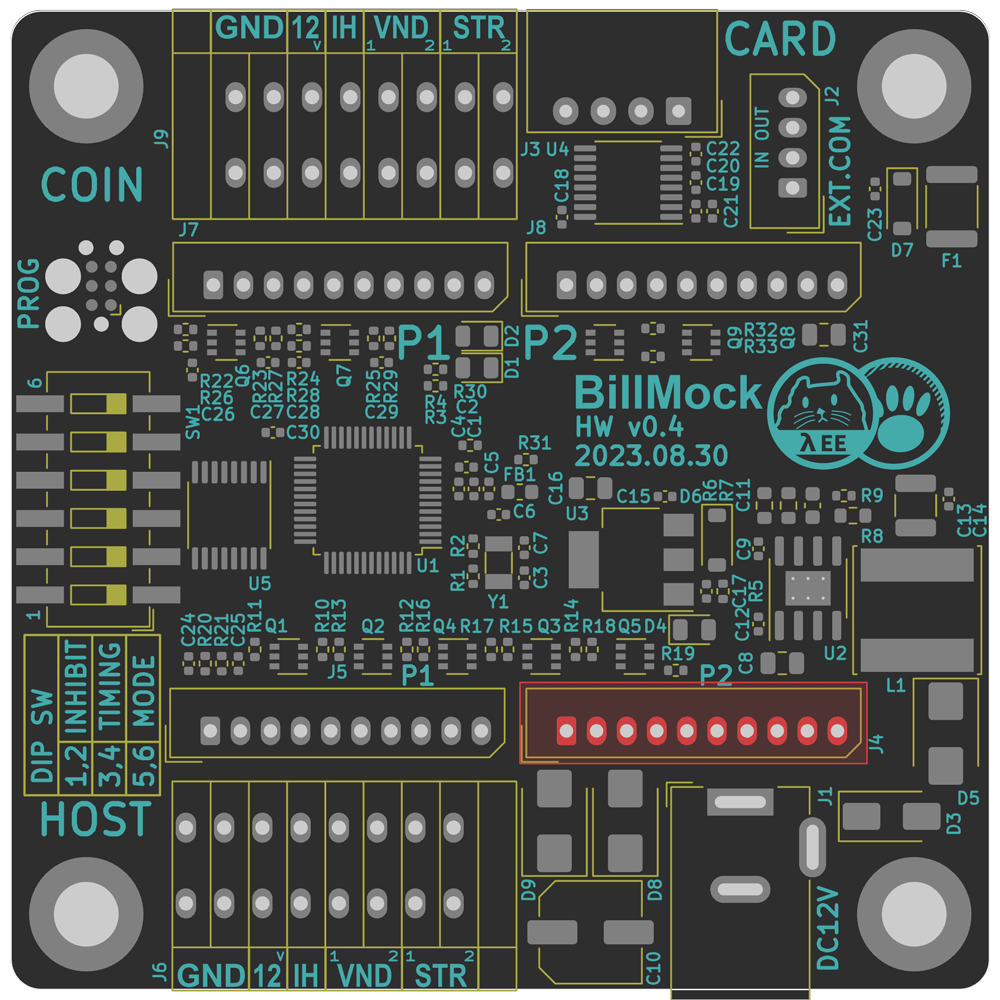 GND 12V IH VND STR
1 2 1 2
CARD
J9
J3 U4
C22
C20
C19
C18
C21
IN OUT
J2
EXT.COM
COIN
C23
D7
F1
J7
J8
PROG
P1
D2
D1
P2
Q9
R32
R33
Q8
C31
Q6
Q7
R22
R26
C26
R23
R27
C27
R24
R28
C28
R25
R29
C29
R4
R3
R30
C2
C4
C1
BillMock
HW v0.4
2023.08.30
λEE
6
SW1
1
C30
R31
C5
FB1
C6
C16
C15
D6
R6
R7
C11
R9
R8
C13
C14
U3
U5
U1
R2
R1
C7
C3
Y1
C9
C17
C12
R5
U2
L1
C24
R20
R21
C25
R11
Q1
R10
R13
Q2
R12
R16
Q4
R17
R15
Q3
R14
R18
Q5
D4
R19
C8
J5
P1
P2
J4
DIP SW
1,2 INHIBIT
3,4 TIMING
5,6 MODE
HOST
J1
D5
D3
D9
D8
C10
DC12V
J6
1 2 1 2
GND 12V IH VND STR